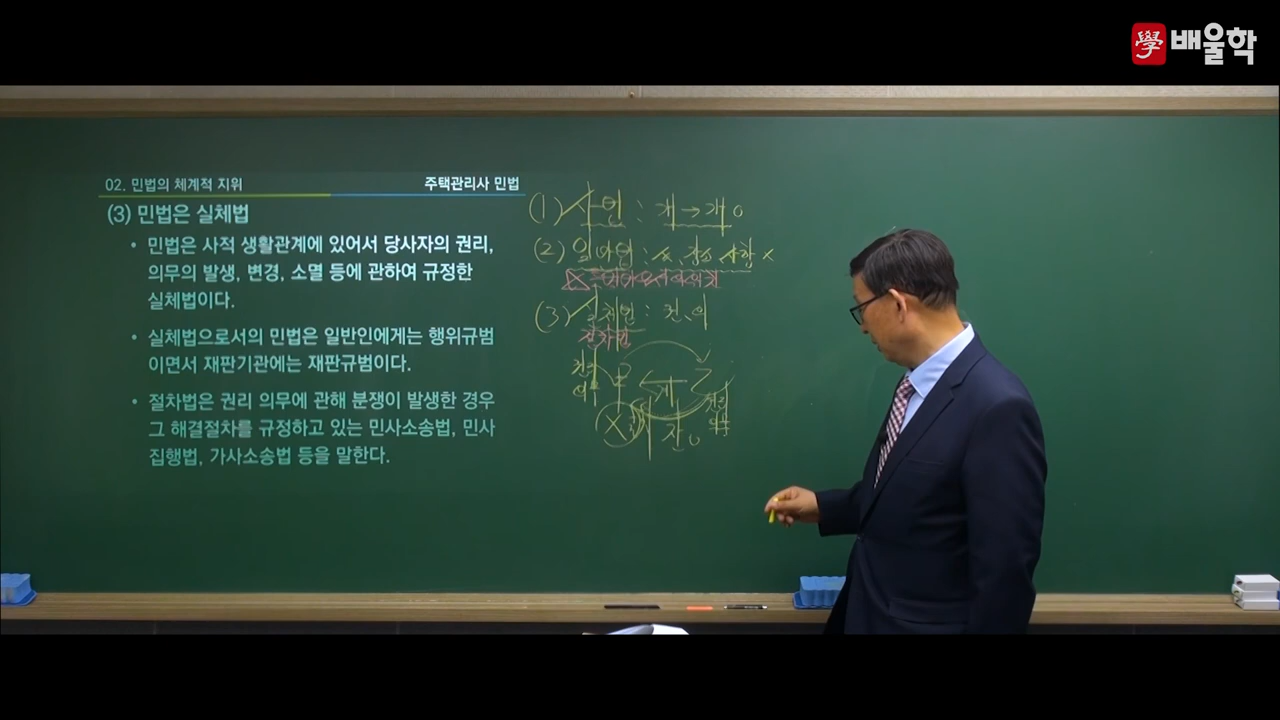 學 배울학
02. 민법의 체계적 지위
주택관리사 민법
(3) 민법은 실체법
• 민법은 사적 생활관계에 있어서 당사자의 권리,
의무의 발생, 변경, 소멸 등에 관하여 규정한
실체법이다.
• 실체법으로서의 민법은 일반인에게는 행위규범
이면서 재판기관에는 재판규범이다.
• 절차법은 권리 의무에 관해 분쟁이 발생한 경우
그 해결절차를 규정하고 있는 민사소송법, 민사
집행법, 가사소송법 등을 말한다.
(1) 사법 : 개→개
(2) 일반법 : 장소
(3) 실체법 : 권, 의
절차법